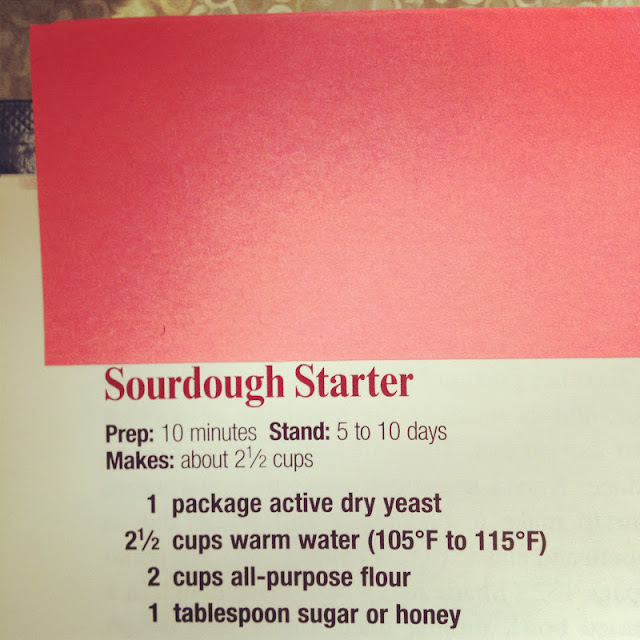 Sourdough Starter
Prep: 10 minutes Stand: 5 to 10 days
Makes: about 2½ cups
1 package active dry yeast
2½ cups warm water (105°F to 115°F)
2 cups all-purpose flour
1 tablespoon sugar or honey